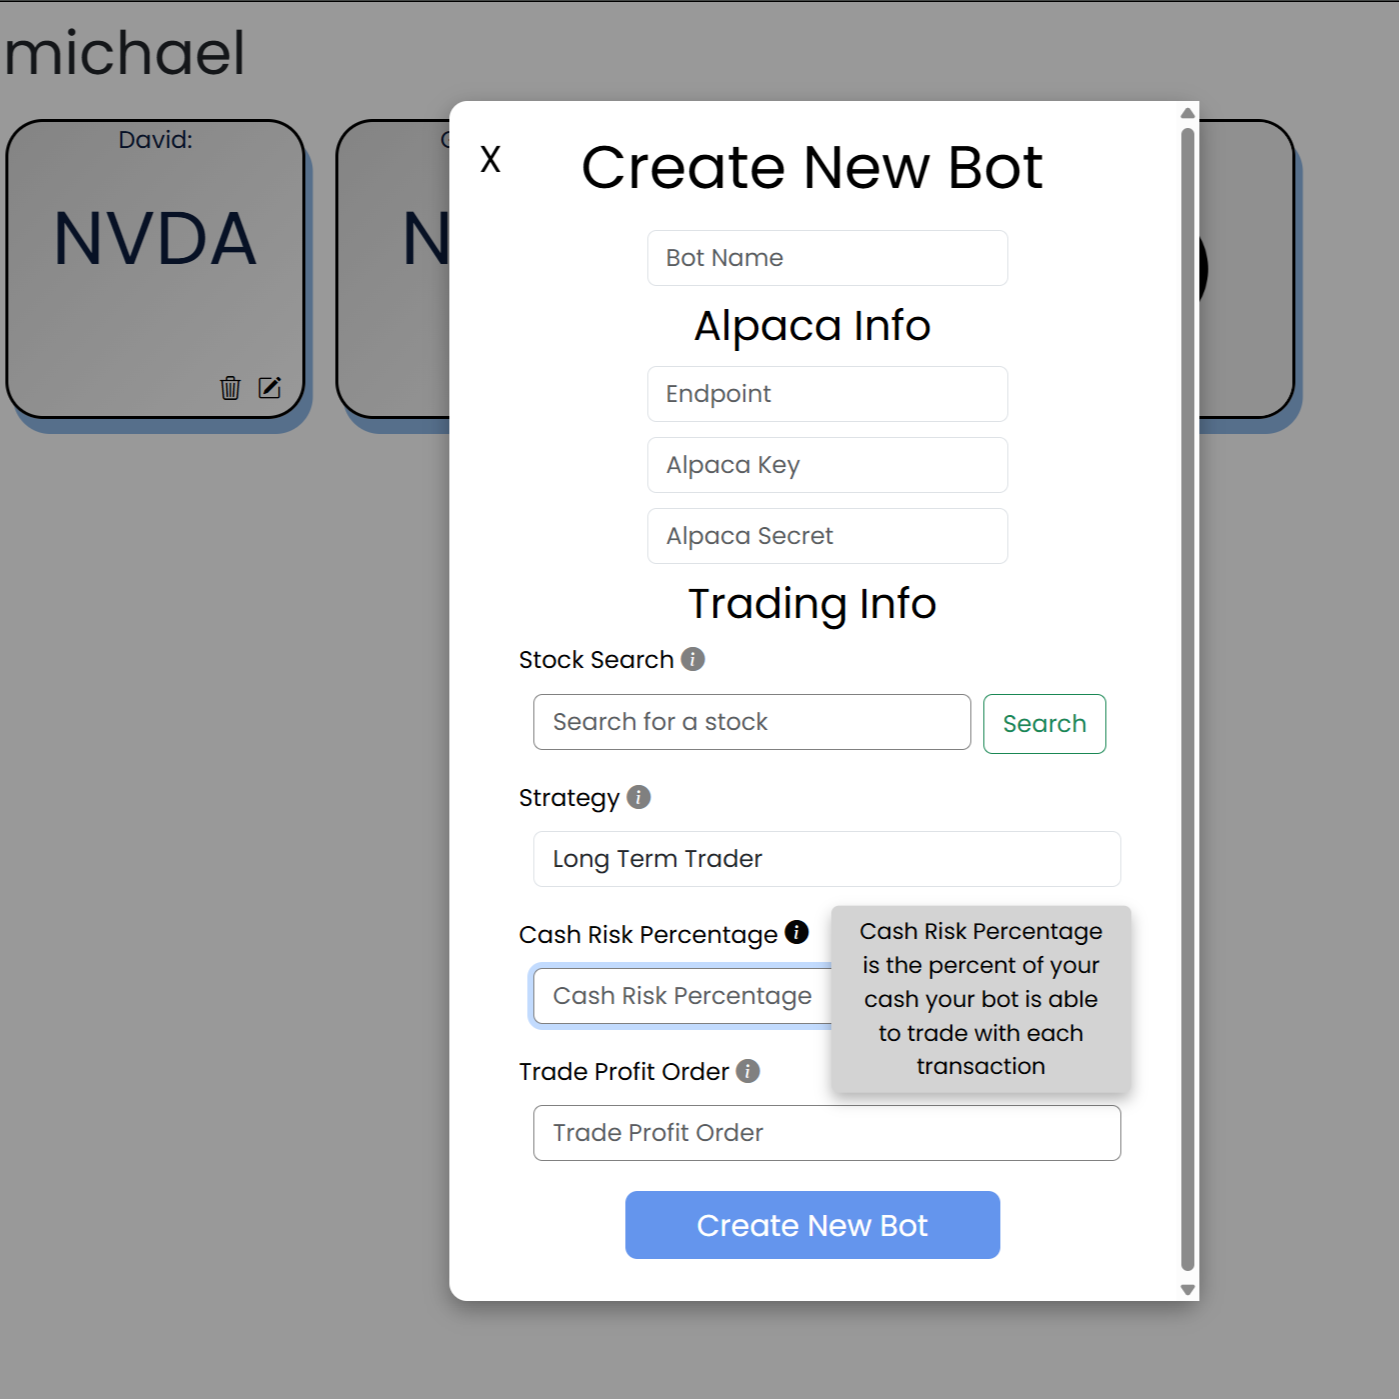 michael
David:
NVDA
X
Create New Bot
Bot Name
Alpaca Info
Endpoint
Alpaca Key
Alpaca Secret
Trading Info
Stock Search
Search for a stock
Search
Strategy
Long Term Trader
Cash Risk Percentage
Cash Risk Percentage
Cash Risk Percentage
is the percent of your
cash your bot is able
to trade with each
transaction
Trade Profit Order
Trade Profit Order
Create New Bot